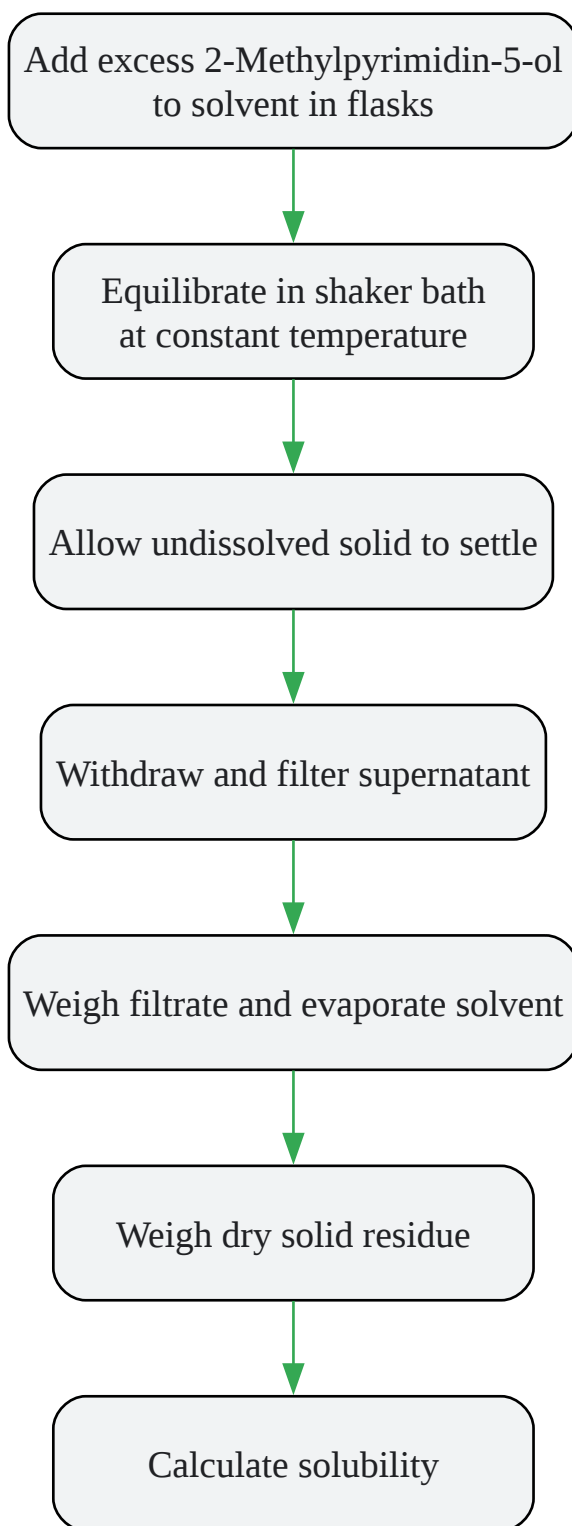 Add excess 2-Methylpyrimidin-5-ol
to solvent in flasks
Equilibrate in shaker bath
at constant temperature
Allow undissolved solid to settle
Withdraw and filter supernatant
Weigh filtrate and evaporate solvent
Weigh dry solid residue
Calculate solubility